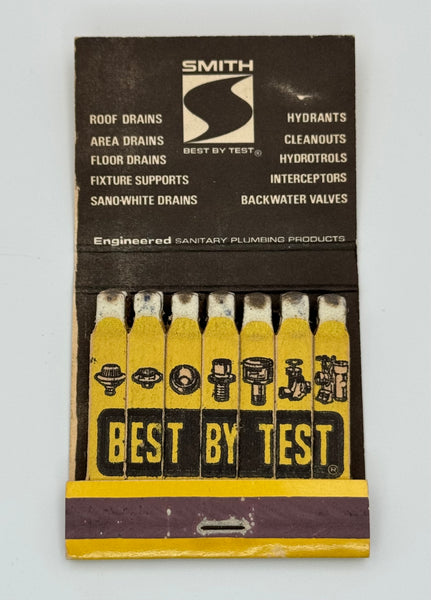 SMITH
BEST BY TEST®
ROOF DRAINS
AREA DRAINS
FLOOR DRAINS
FIXTURE SUPPORTS
SANO-WHITE DRAINS
HYDRANTS
CLEANOUTS
HYDROTROLS
INTERCEPTORS
BACKWATER VALVES
Engineered SANITARY PLUMBING PRODUCTS
BEST BY TEST®